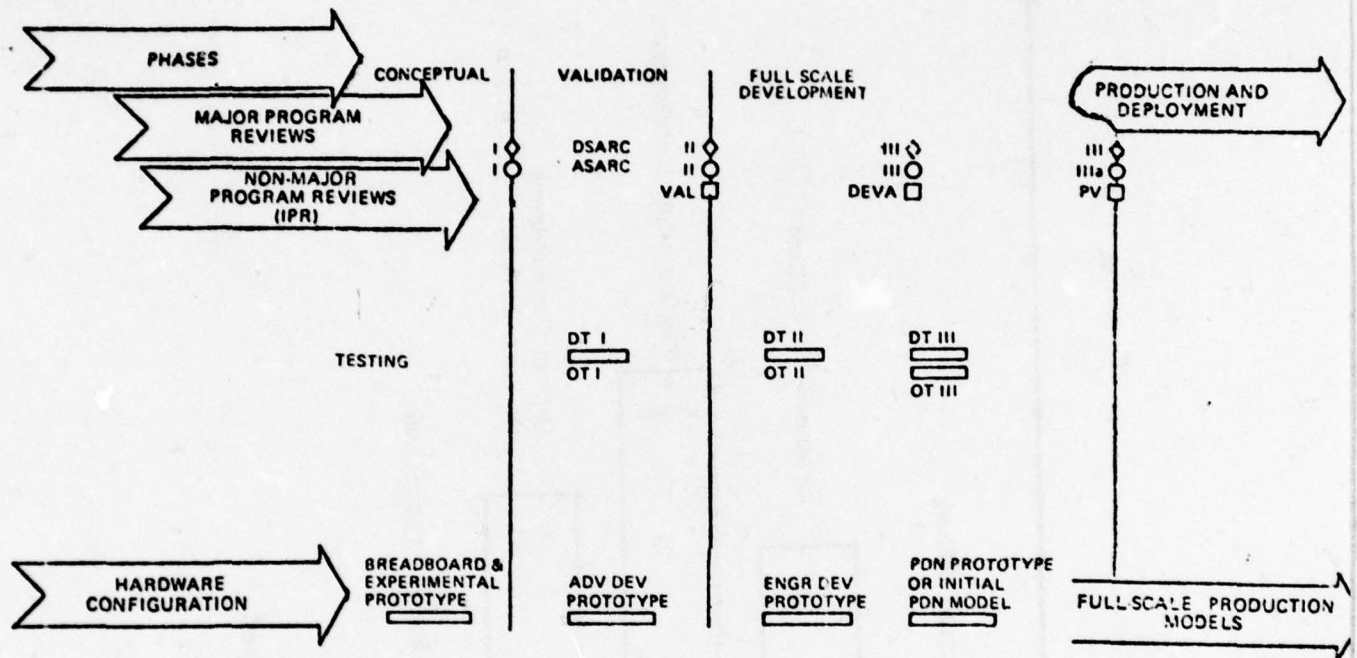 PHASES
CONCEPTUAL
VALIDATION
FULL SCALE
DEVELOPMENT
PRODUCTION AND
DEPLOYMENT
MAJOR PROGRAM
REVIEWS
I
DSARC
II
III
III
I
ASARC
II
III
IIIa
NON-MAJOR
PROGRAM REVIEWS
(IPR)
VAL
DEVA
PV
TESTING
DT I
OT I
DT II
OT II
DT III
OT III
HARDWARE
CONFIGURATION
BREADBOARD &
EXPERIMENTAL
PROTOTYPE
ADV DEV
PROTOTYPE
ENGR DEV
PROTOTYPE
PDN PROTOTYPE
OR INITIAL
PDN MODEL
FULL-SCALE PRODUCTION
MODELS